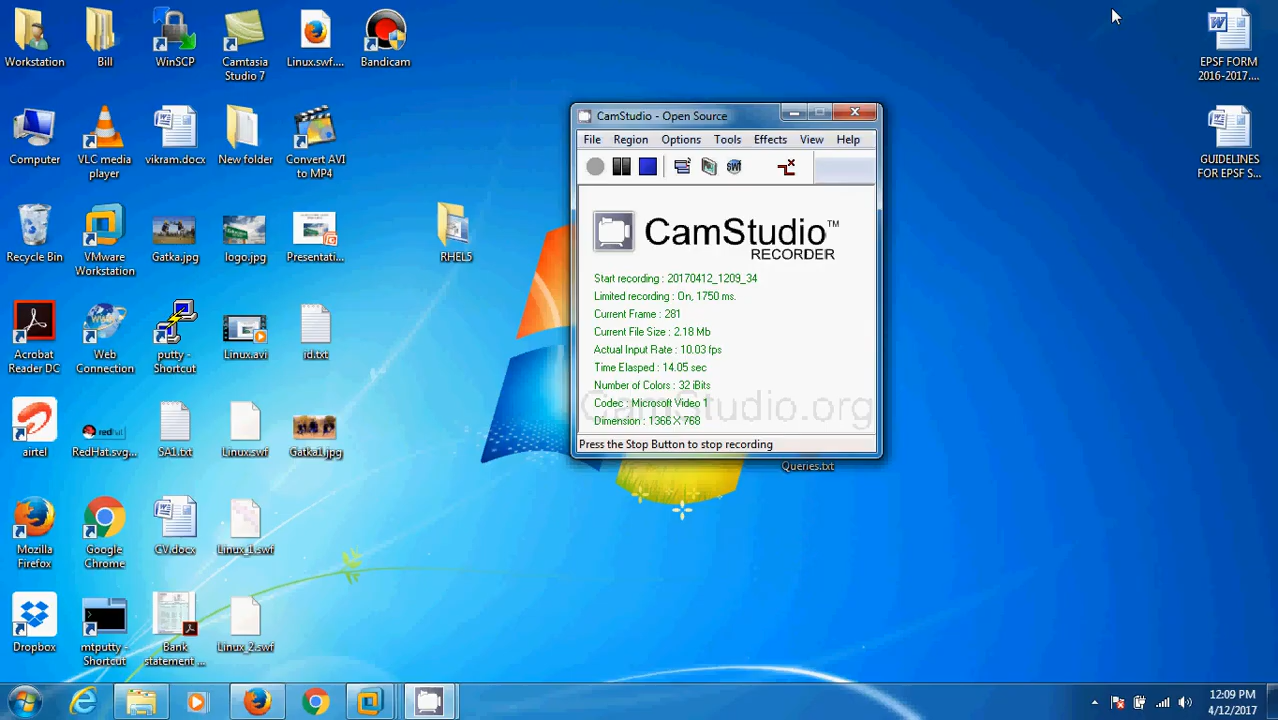 Workstation
Bill
WinSCP
Camtasia
Studio 7
Linux.swf....
Bandicam
EPSF FORM
2016-2017....
Computer
VLC media
player
vikram.docx
New folder
Convert AVI
to MP4
GUIDELINES
FOR EPSF S...
Recycle Bin
VMware
Workstation
Gatka.jpg
logo.jpg
Presentati...
RHEL5
Acrobat
Reader DC
Web
Connection
putty -
Shortcut
Linux.avi
id.txt
airtel
redhat
RedHat.svg...
SA1.txt
Linux.swf
Gatka1.jpg
Mozilla
Firefox
Google
Chrome
CV.docx
Linux_1.swf
Dropbox
mtputty -
Shortcut
Bank
statement ...
Linux_2.swf
CamStudio - Open Source
File Region Options Tools Effects View Help
SWF
CamStudio™
RECORDER
Start recording : 20170412_1209_34
Limited recording : On, 1750 ms.
Current Frame : 281
Current File Size : 2.18 Mb
Actual Input Rate : 10.03 fps
Time Elasped : 14.05 sec
Number of Colors : 32 iBits
Codec : Microsoft Video 1
CamStudio.org
Dimension : 1366 X 768
Press the Stop Button to stop recording
Queries.txt
12:09 PM
4/12/2017